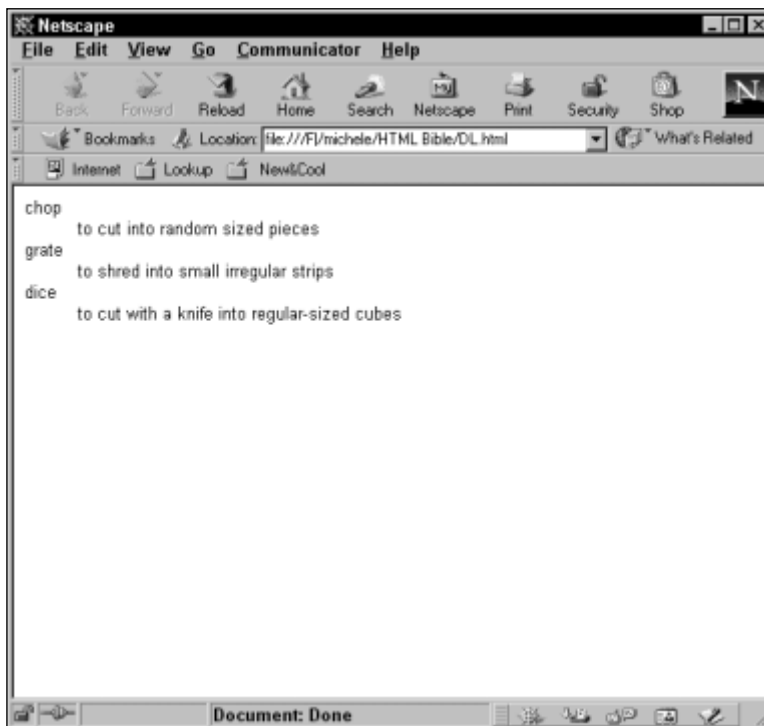 Netscape
File Edit View Go Communicator Help
Back Forward Reload Home Search Netscape Print Security Shop
N
Bookmarks Location: file:///F|/michele/HTML Bible/DL.html What's Related
Internet Lookup New&Cool
chop
to cut into random sized pieces
grate
to shred into small irregular strips
dice
to cut with a knife into regular-sized cubes
Document: Done